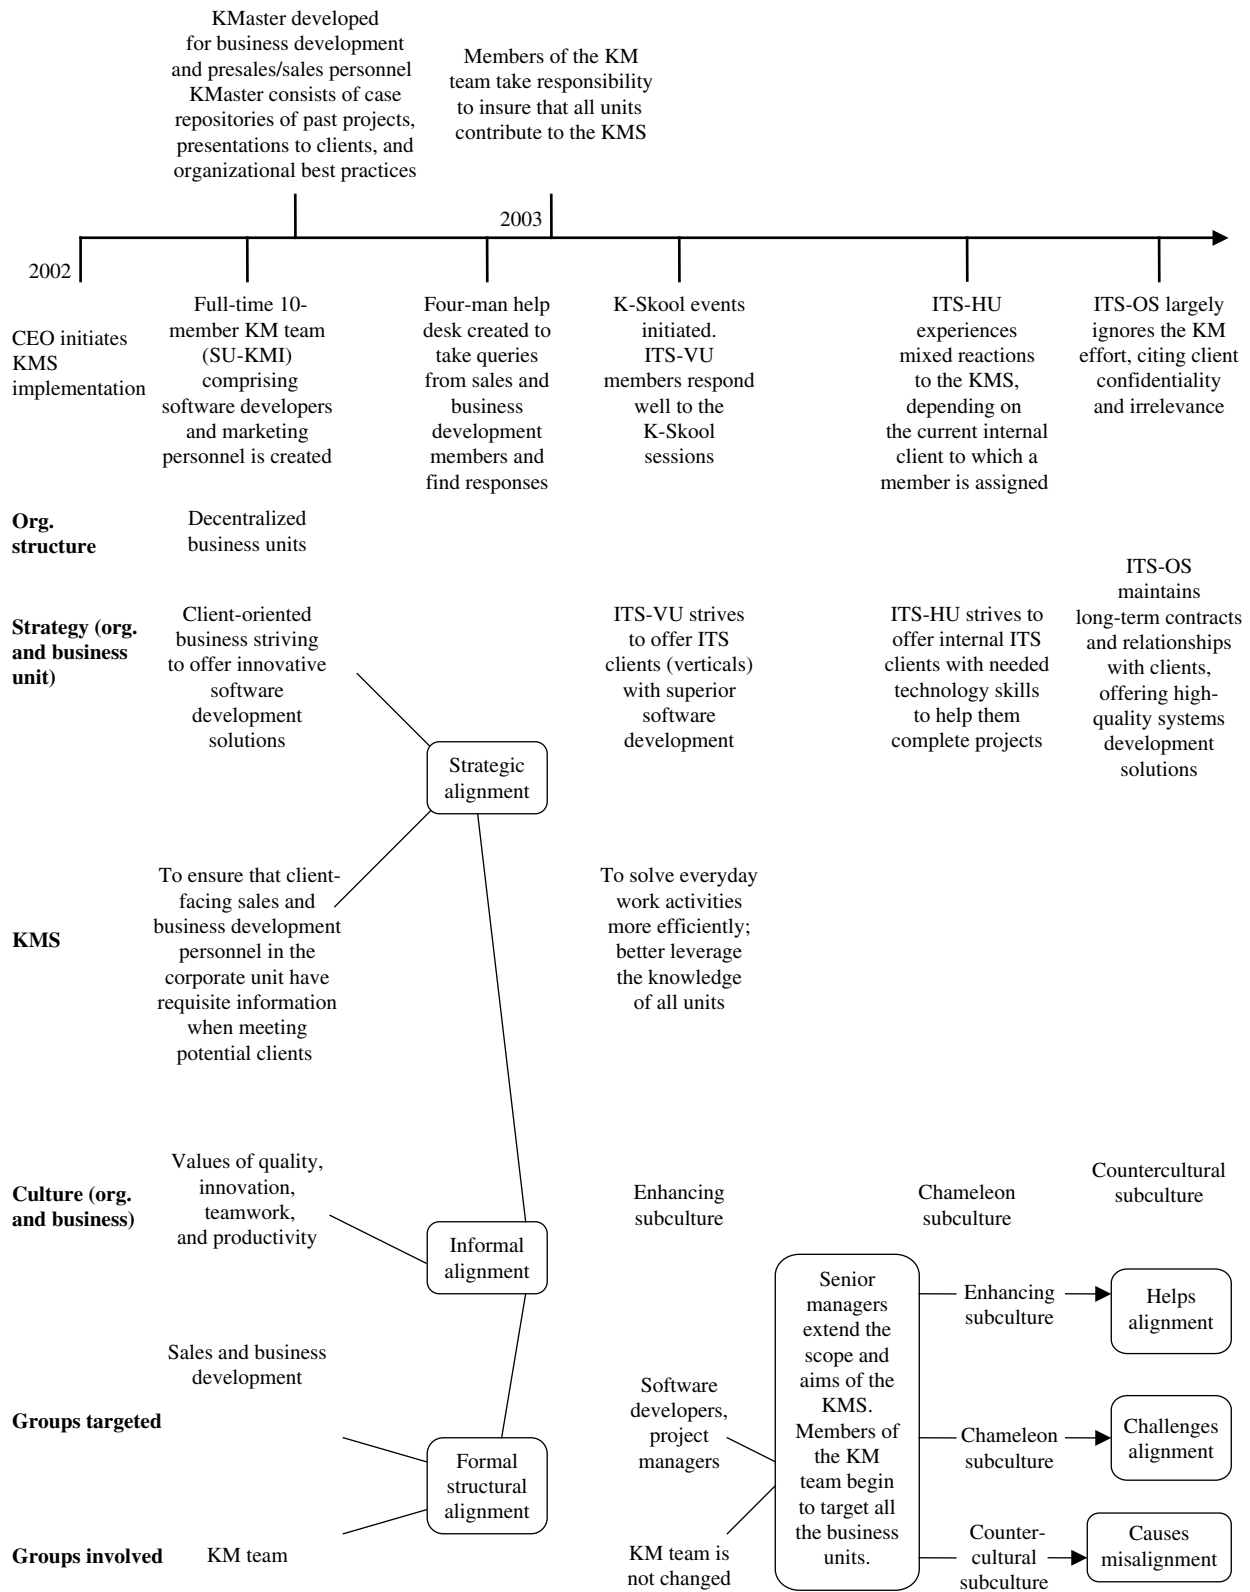 KMaster developed
for business development
and presales/sales personnel
KMaster consists of case
repositories of past projects,
presentations to clients, and
organizational best practices
Members of the KM
team take responsibility
to insure that all units
contribute to the KMS
2003
2002
CEO initiates
KMS
implementation
Full-time 10-
member KM team
(SU-KMI)
comprising
software developers
and marketing
personnel is created
Four-man help
desk created to
take queries
from sales and
business
development
members and
find responses
K-Skool events
initiated.
ITS-VU
members respond
well to the
K-Skool
sessions
ITS-HU
experiences
mixed reactions
to the KMS,
depending on
the current internal
client to which a
member is assigned
ITS-OS largely
ignores the KM
effort, citing client
confidentiality
and irrelevance
Org.
structure
Decentralized
business units
Strategy (org.
and business
unit)
Client-oriented
business striving
to offer innovative
software
development
solutions
ITS-VU strives
to offer ITS
clients (verticals)
with superior
software
development
ITS-HU strives to
offer internal ITS
clients with needed
technology skills
to help them
complete projects
ITS-OS
maintains
long-term contracts
and relationships
with clients,
offering high-
quality systems
development
solutions
Strategic
alignment
KMS
To ensure that client-
facing sales and
business development
personnel in the
corporate unit have
requisite information
when meeting
potential clients
To solve everyday
work activities
more efficiently;
better leverage
the knowledge
of all units
Culture (org.
and business)
Values of quality,
innovation,
teamwork,
and productivity
Informal
alignment
Enhancing
subculture
Chameleon
subculture
Countercultural
subculture
Groups targeted
Sales and business
development
Formal
structural
alignment
Software
developers,
project
managers
Senior
managers
extend the
scope and
aims of the
KMS.
Members of
the KM
team begin
to target all
the business
units.
Enhancing
subculture
Helps
alignment
Chameleon
subculture
Challenges
alignment
Counter-
cultural
subculture
Causes
misalignment
Groups involved
KM team
KM team is
not changed